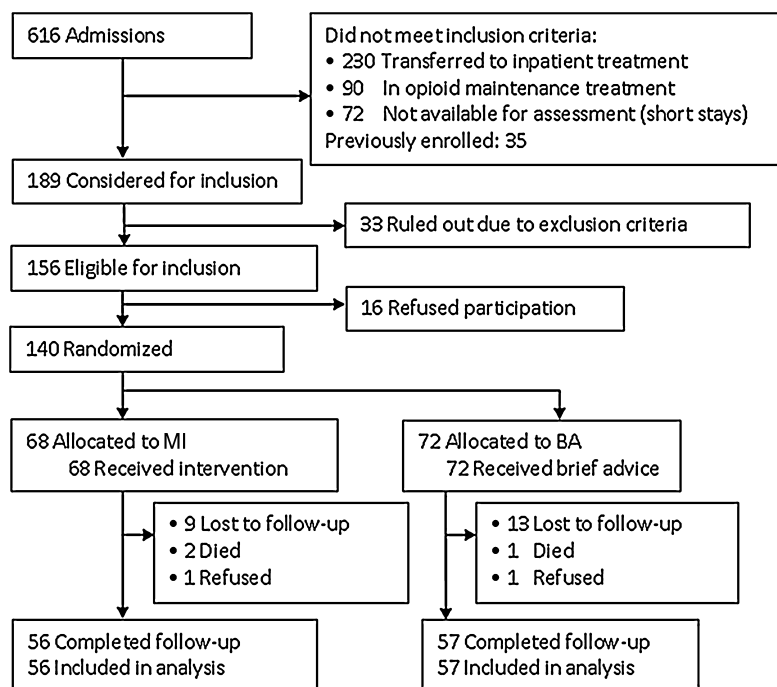 616 Admissions
Did not meet inclusion criteria:
• 230 Transferred to inpatient treatment
• 90 In opioid maintenance treatment
• 72 Not available for assessment (short stays)
Previously enrolled: 35
189 Considered for inclusion
33 Ruled out due to exclusion criteria
156 Eligible for inclusion
16 Refused participation
140 Randomized
68 Allocated to MI
68 Received intervention
72 Allocated to BA
72 Received brief advice
• 9 Lost to follow-up
• 2 Died
• 1 Refused
• 13 Lost to follow-up
• 1 Died
• 1 Refused
56 Completed follow-up
56 Included in analysis
57 Completed follow-up
57 Included in analysis